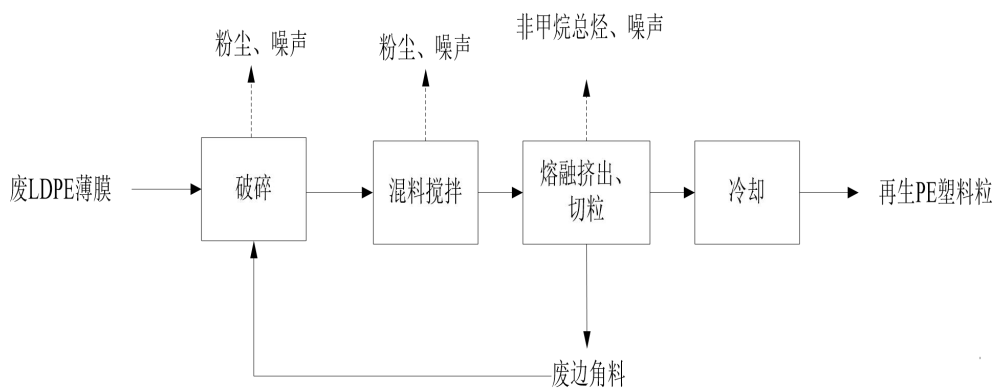 粉尘、噪声
粉尘、噪声
非甲烷总烃、噪声
废LDPE薄膜
破碎
混料搅拌
熔融挤出、
切粒
冷却
再生PE塑料粒
废边角料